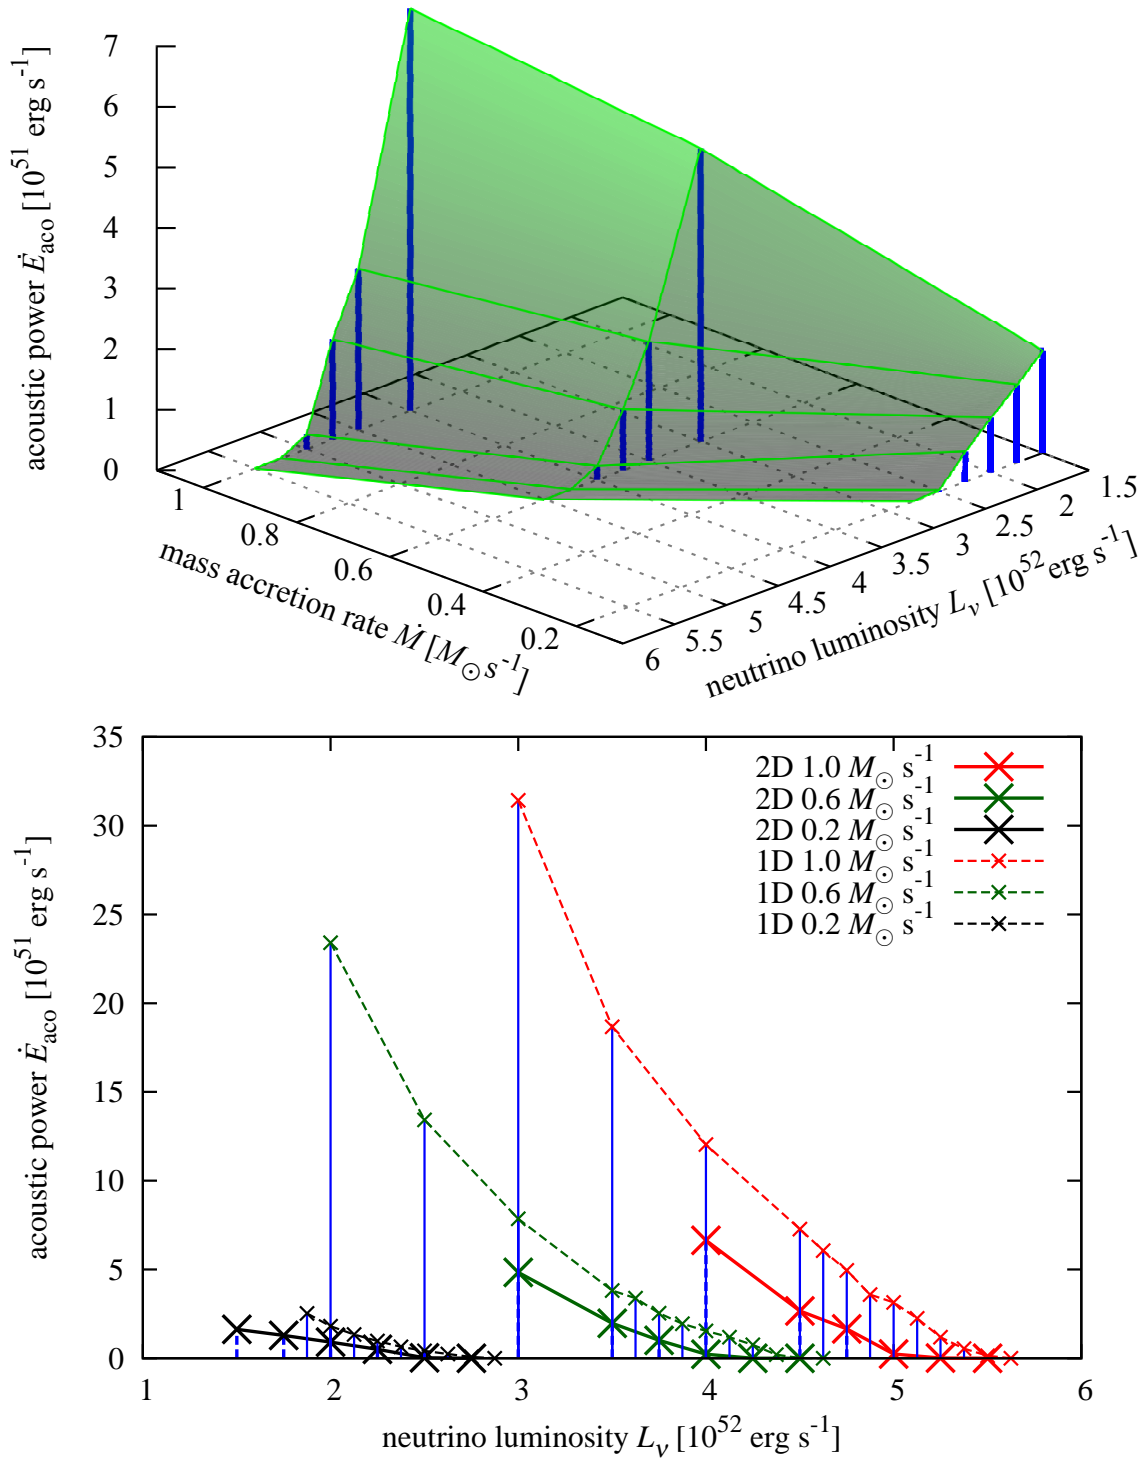 acoustic power Ė_aco [10^51 erg s^-1]
7
6
5
4
3
2
1
0
1
0.8
0.6
0.4
0.2
mass accretion rate Ṁ [M_⊙s^-1]
6
5.5
5
4.5
4
3.5
3
2.5
2
1.5
neutrino luminosity L_ν [10^52 erg s^-1]
acoustic power Ė_aco [10^51 erg s^-1]
35
30
25
20
15
10
5
0
2D 1.0 M_⊙ s^-1
2D 0.6 M_⊙ s^-1
2D 0.2 M_⊙ s^-1
1D 1.0 M_⊙ s^-1
1D 0.6 M_⊙ s^-1
1D 0.2 M_⊙ s^-1
1 2 3 4 5 6
neutrino luminosity L_ν [10^52 erg s^-1]